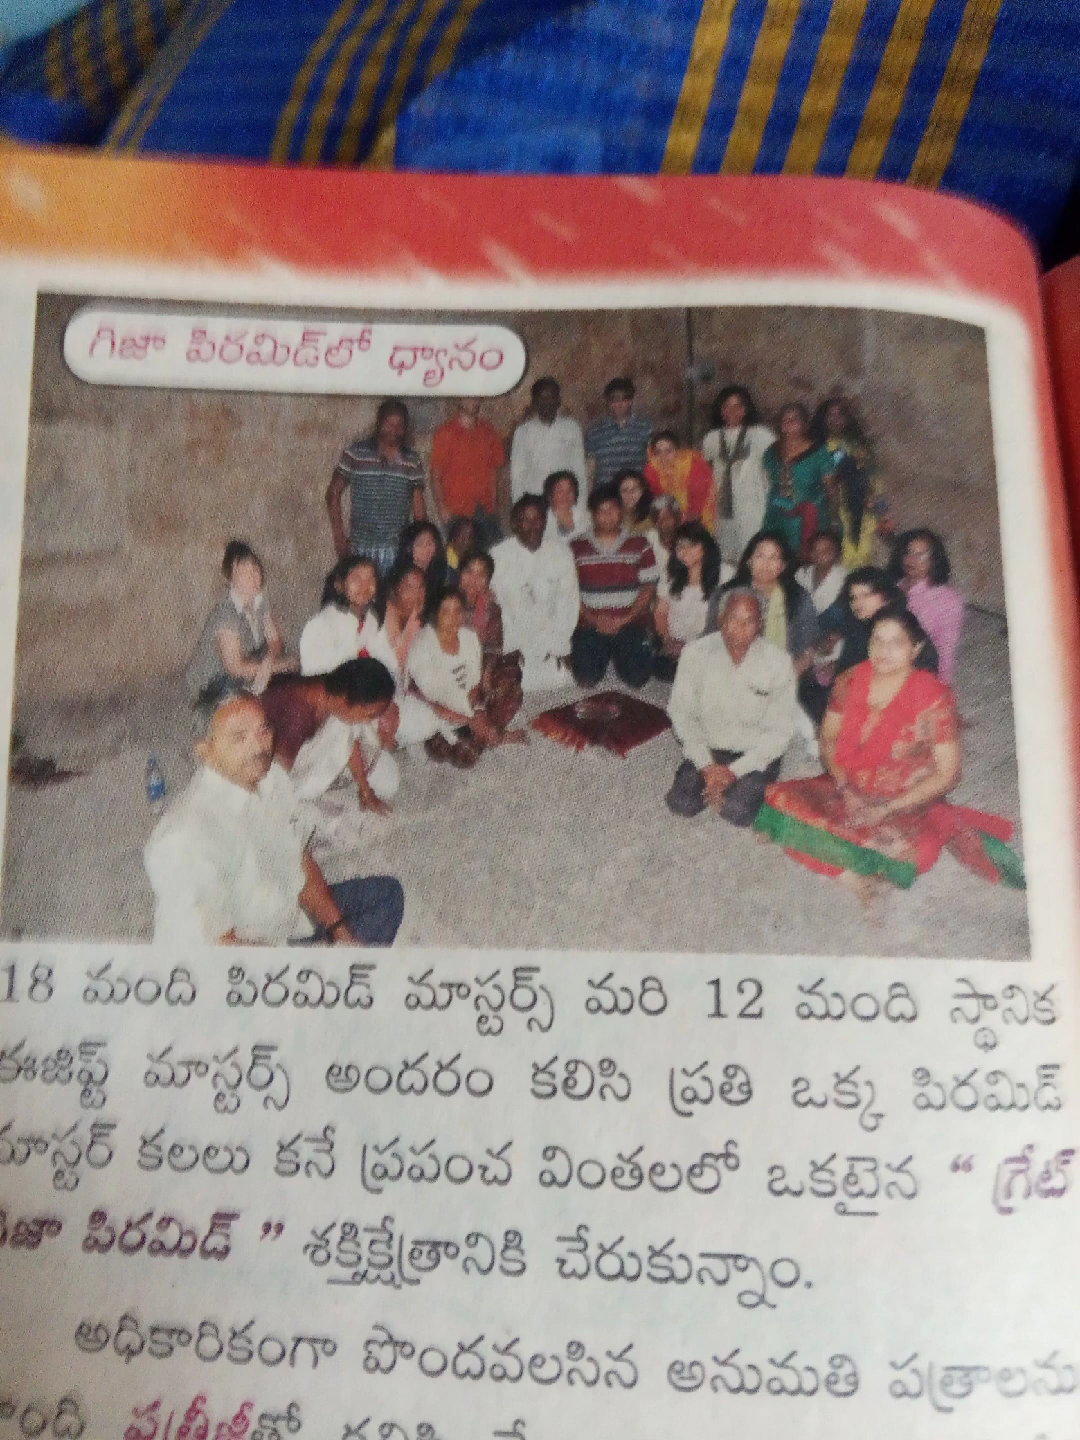 గిజా పిరమిడ్‌లో ధ్యానం
18 మంది పిరమిడ్ మాస్టర్స్ మరి 12 మంది స్థానిక
ఈజిప్ట్ మాస్టర్స్ అందరం కలిసి ప్రతి ఒక్క పిరమిడ్
మాస్టర్ కలలు కనే ప్రపంచ వింతలలో ఒకటైన “ గ్రేట్
గిజా పిరమిడ్ ” శక్తిక్షేత్రానికి చేరుకున్నాం.
అధికారికంగా పొందవలసిన అనుమతి పత్రాలను
పత్రీజీతో